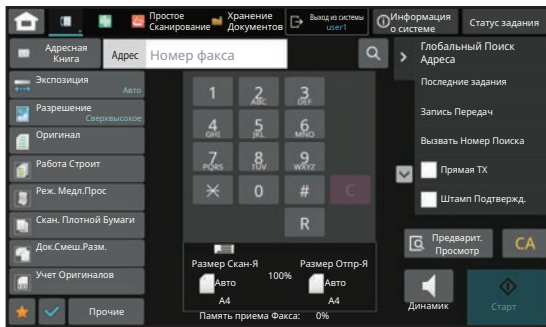 Простое
Сканирование
Хранение
Документов
Выход из системы
user1
Информация
о системе
Статус задания
Адресная
Книга
Адрес
Номер факса
Глобальный Поиск
Адреса
Экспозиция
Авто
Последние задания
Разрешение
Сверхвысокое
Запись Передач
Оригинал
Вызвать Номер Поиска
Работа Строит
Прямая TX
Реж. Медл.Прос
Штамп Подтвержд.
Скан. Плотной Бумаги
Док.Смеш.Разм.
Учет Оригиналов
Прочие
1
2 ABC
3 DEF
4 GHI
5 JKL
6 MNO
7 PQRS
8 TUV
9 WXYZ
0
#
C
R
Размер Скан-Я
Размер Отпр-Я
100%
Авто
Авто
A4
A4
Память приема Факса: 0%
Предварит.
Просмотр
CA
Динамик
Старт